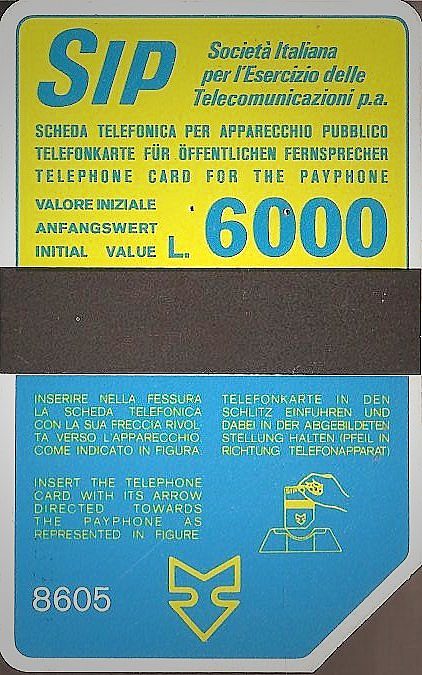 SIP
Società Italiana
per l'Esercizio delle
Telecomunicazioni p.a.
SCHEDA TELEFONICA PER APPARECCHIO PUBBLICO
TELEFONKARTE FÜR ÖFFENTLICHEN FERNSPRECHER
TELEPHONE CARD FOR THE PAYPHONE
VALORE INIZIALE
ANFANGSWERT
INITIAL VALUE L. 6000
INSERIRE NELLA FESSURA
LA SCHEDA TELEFONICA
CON LA SUA FRECCIA RIVOL-
TA VERSO L'APPARECCHIO,
COME INDICATO IN FIGURA.
TELEFONKARTE IN DEN
SCHLITZ EINFUHREN UND
DABEI IN DER ABGEBILDETEN
STELLUNG HALTEN (PFEIL IN
RICHTUNG TELEFONAPPARAT)
INSERT THE TELEPHONE
CARD WITH ITS ARROW
DIRECTED TOWARDS
THE PAYPHONE AS
REPRESENTED IN FIGURE
SIP
8605